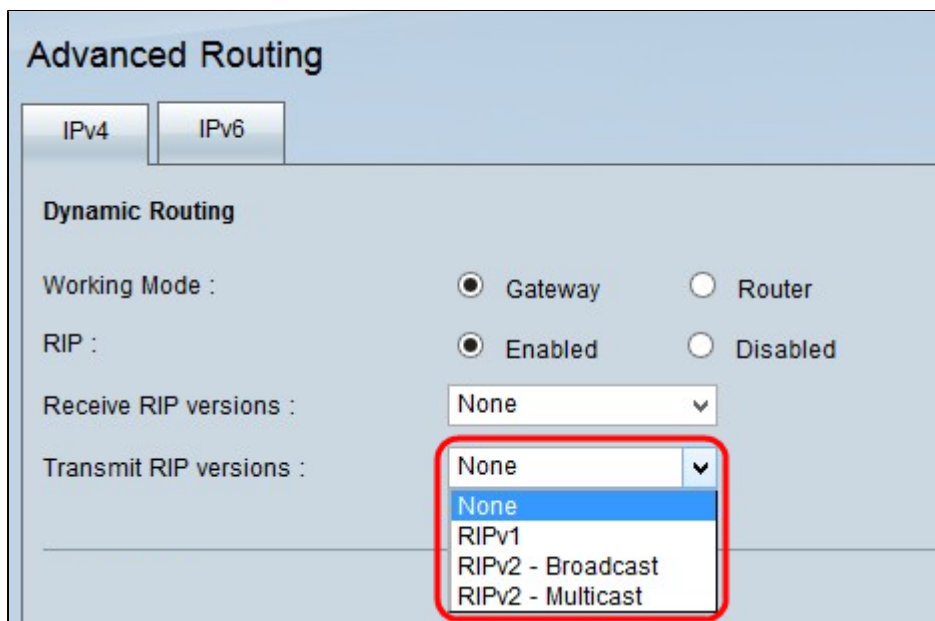 Advanced Routing
IPv4 IPv6
Dynamic Routing
Working Mode : Gateway Router
RIP : Enabled Disabled
Receive RIP versions : None
Transmit RIP versions : None
None
RIPv1
RIPv2 - Broadcast
RIPv2 - Multicast